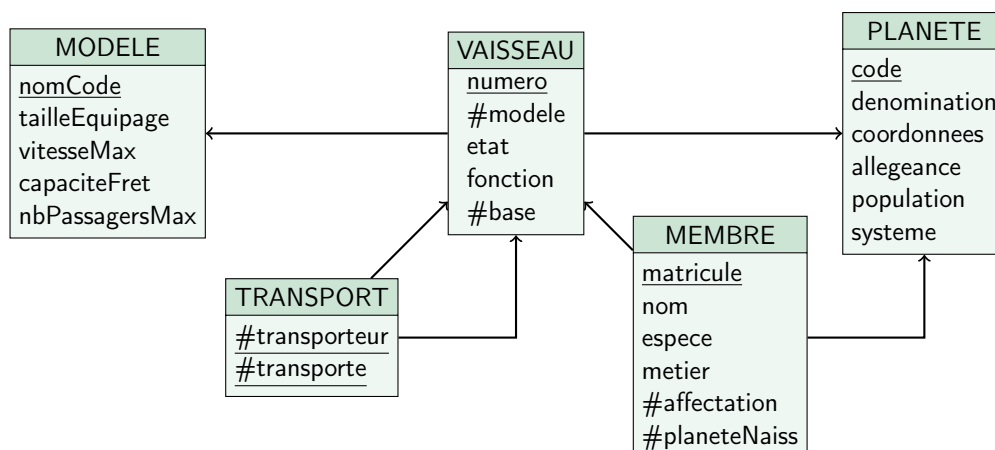 MODELE
nomCode
tailleEquipage
vitesseMax
capaciteFret
nbPassagersMax
VAISSEAU
numero
#modele
etat
fonction
#base
PLANETE
code
denomination
coordonnees
allegeance
population
systeme
TRANSPORT
#transporteur
#transporte
MEMBRE
matricule
nom
espece
metier
#affectation
#planeteNaiss